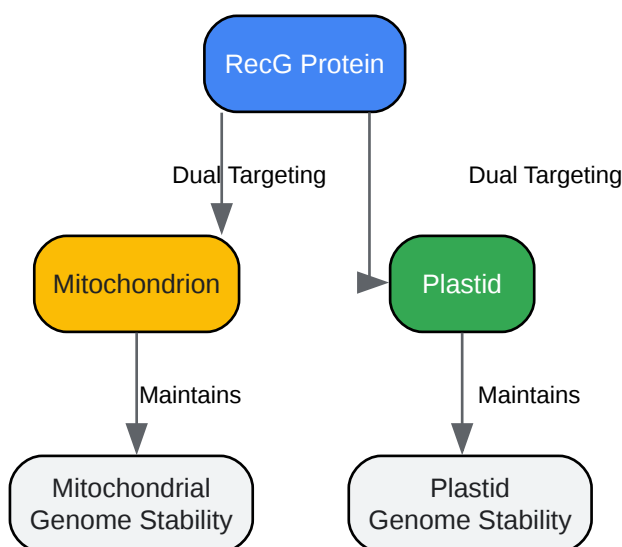 RecG Protein
Dual Targeting
Dual Targeting
Mitochondrion
Plastid
Maintains
Maintains
Mitochondrial
Genome Stability
Plastid
Genome Stability